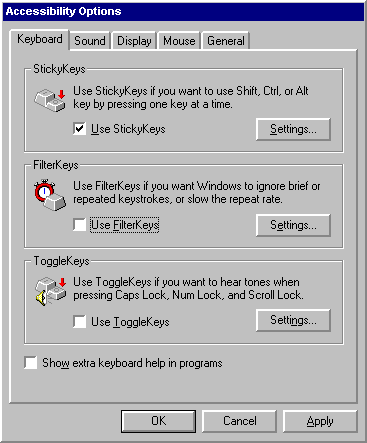 Accessibility Options
Keyboard Sound Display Mouse General
StickyKeys
Use StickyKeys if you want to use Shift, Ctrl, or Alt
key by pressing one key at a time.
Use StickyKeys Settings...
FilterKeys
Use FilterKeys if you want Windows to ignore brief or
repeated keystrokes, or slow the repeat rate.
Use FilterKeys Settings...
ToggleKeys
Use ToggleKeys if you want to hear tones when
pressing Caps Lock, Num Lock, and Scroll Lock.
Use ToggleKeys Settings...
Show extra keyboard help in programs
OK Cancel Apply